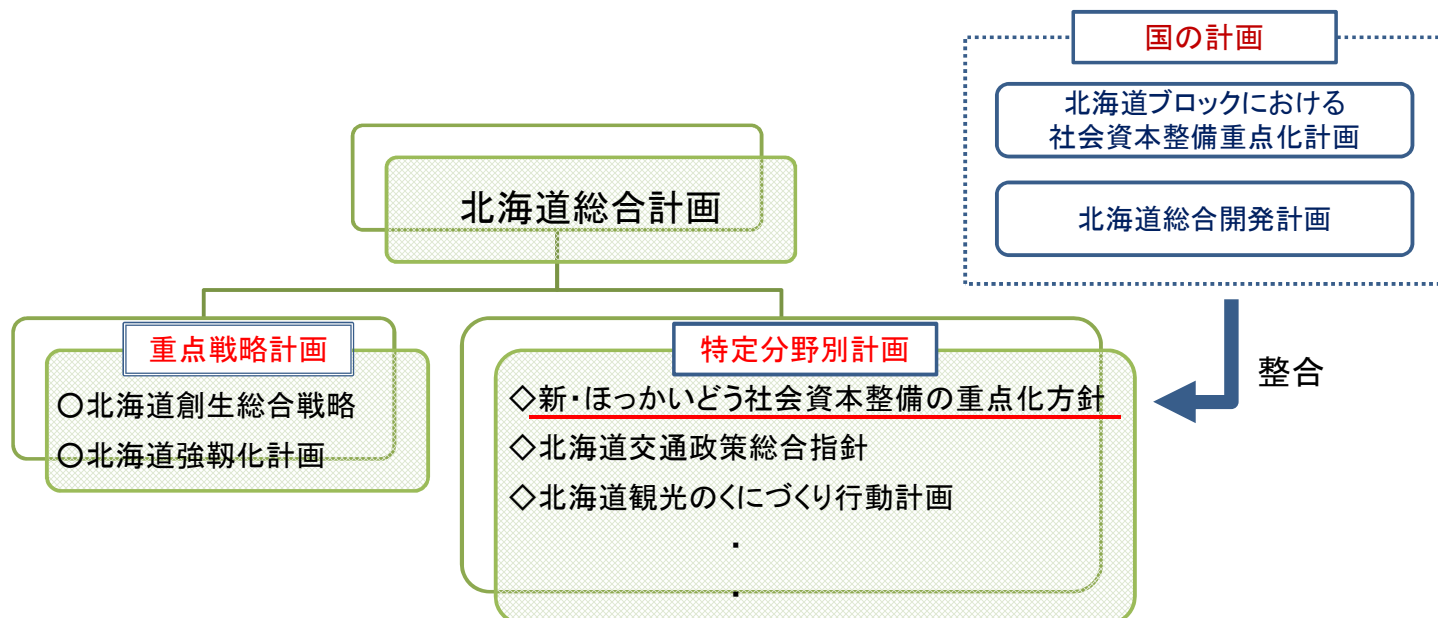 国の計画
北海道ブロックにおける
社会資本整備重点化計画
北海道総合開発計画
北海道総合計画
重点戦略計画
○北海道創生総合戦略
○北海道強靱化計画
特定分野別計画
◇新・ほっかいどう社会資本整備の重点化方針
◇北海道交通政策総合指針
◇北海道観光のくにづくり行動計画
・
・
整合